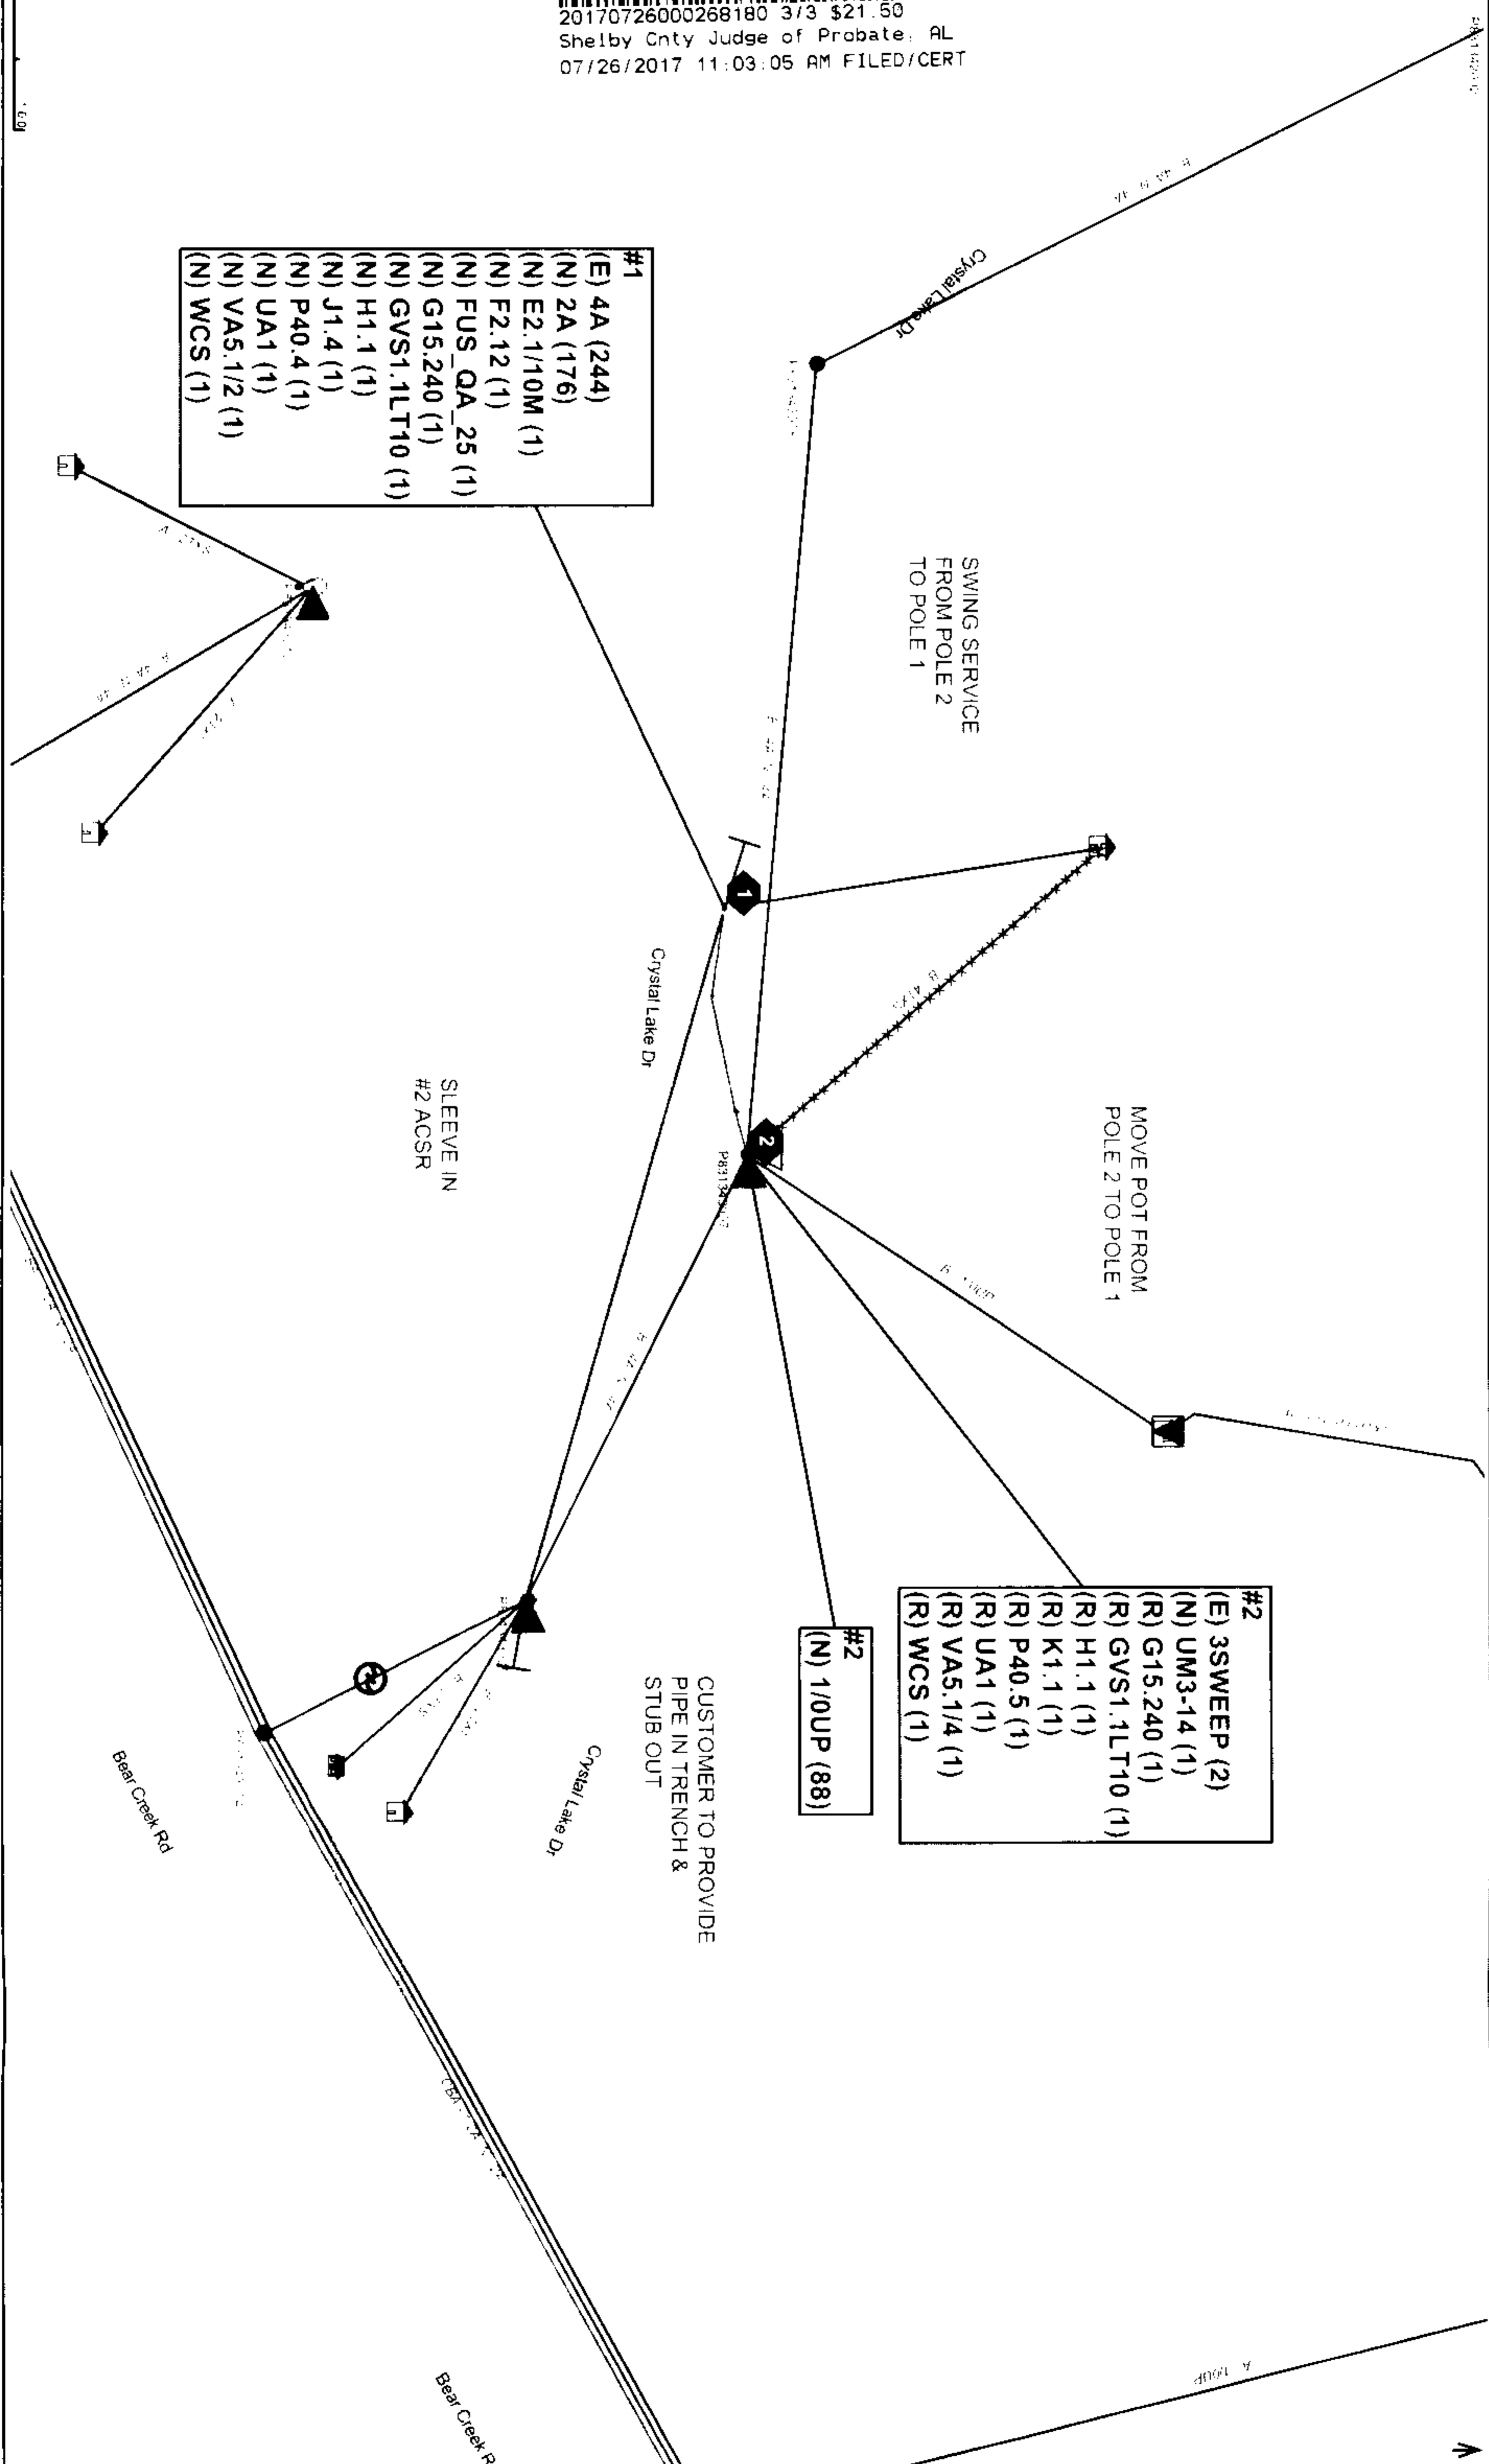 20170726000268180 3/3 $21.50
Shelby Cnty Judge of Probate, AL
07/26/2017 11:03:05 AM FILED/CERT
Crystal Lake Dr
#1
(E) 4A (244)
(N) 2A (176)
(N) E2.1/10M (1)
(N) F2.12 (1)
(N) FUS_QA_25 (1)
(N) G15.240 (1)
(N) GVS1.1LT10 (1)
(N) H1.1 (1)
(N) J1.4 (1)
(N) P40.4 (1)
(N) UA1 (1)
(N) VA5.1/2 (1)
(N) WCS (1)
SWING SERVICE
FROM POLE 2
TO POLE 1
1
Crystal Lake Dr
2
MOVE POT FROM
POLE 2 TO POLE 1
SLEEVE IN
#2 ACSR
#2
(E) 3SWEEP (2)
(N) UM3-14 (1)
(R) G15.240 (1)
(R) GVS1.1LT10 (1)
(R) H1.1 (1)
(R) K1.1 (1)
(R) P40.5 (1)
(R) UA1 (1)
(R) VA5.1/4 (1)
(R) WCS (1)
#2
(N) 1/0UP (88)
CUSTOMER TO PROVIDE
PIPE IN TRENCH &
STUB OUT
Crystal Lake Dr
Bear Creek Rd
Bear Creek R